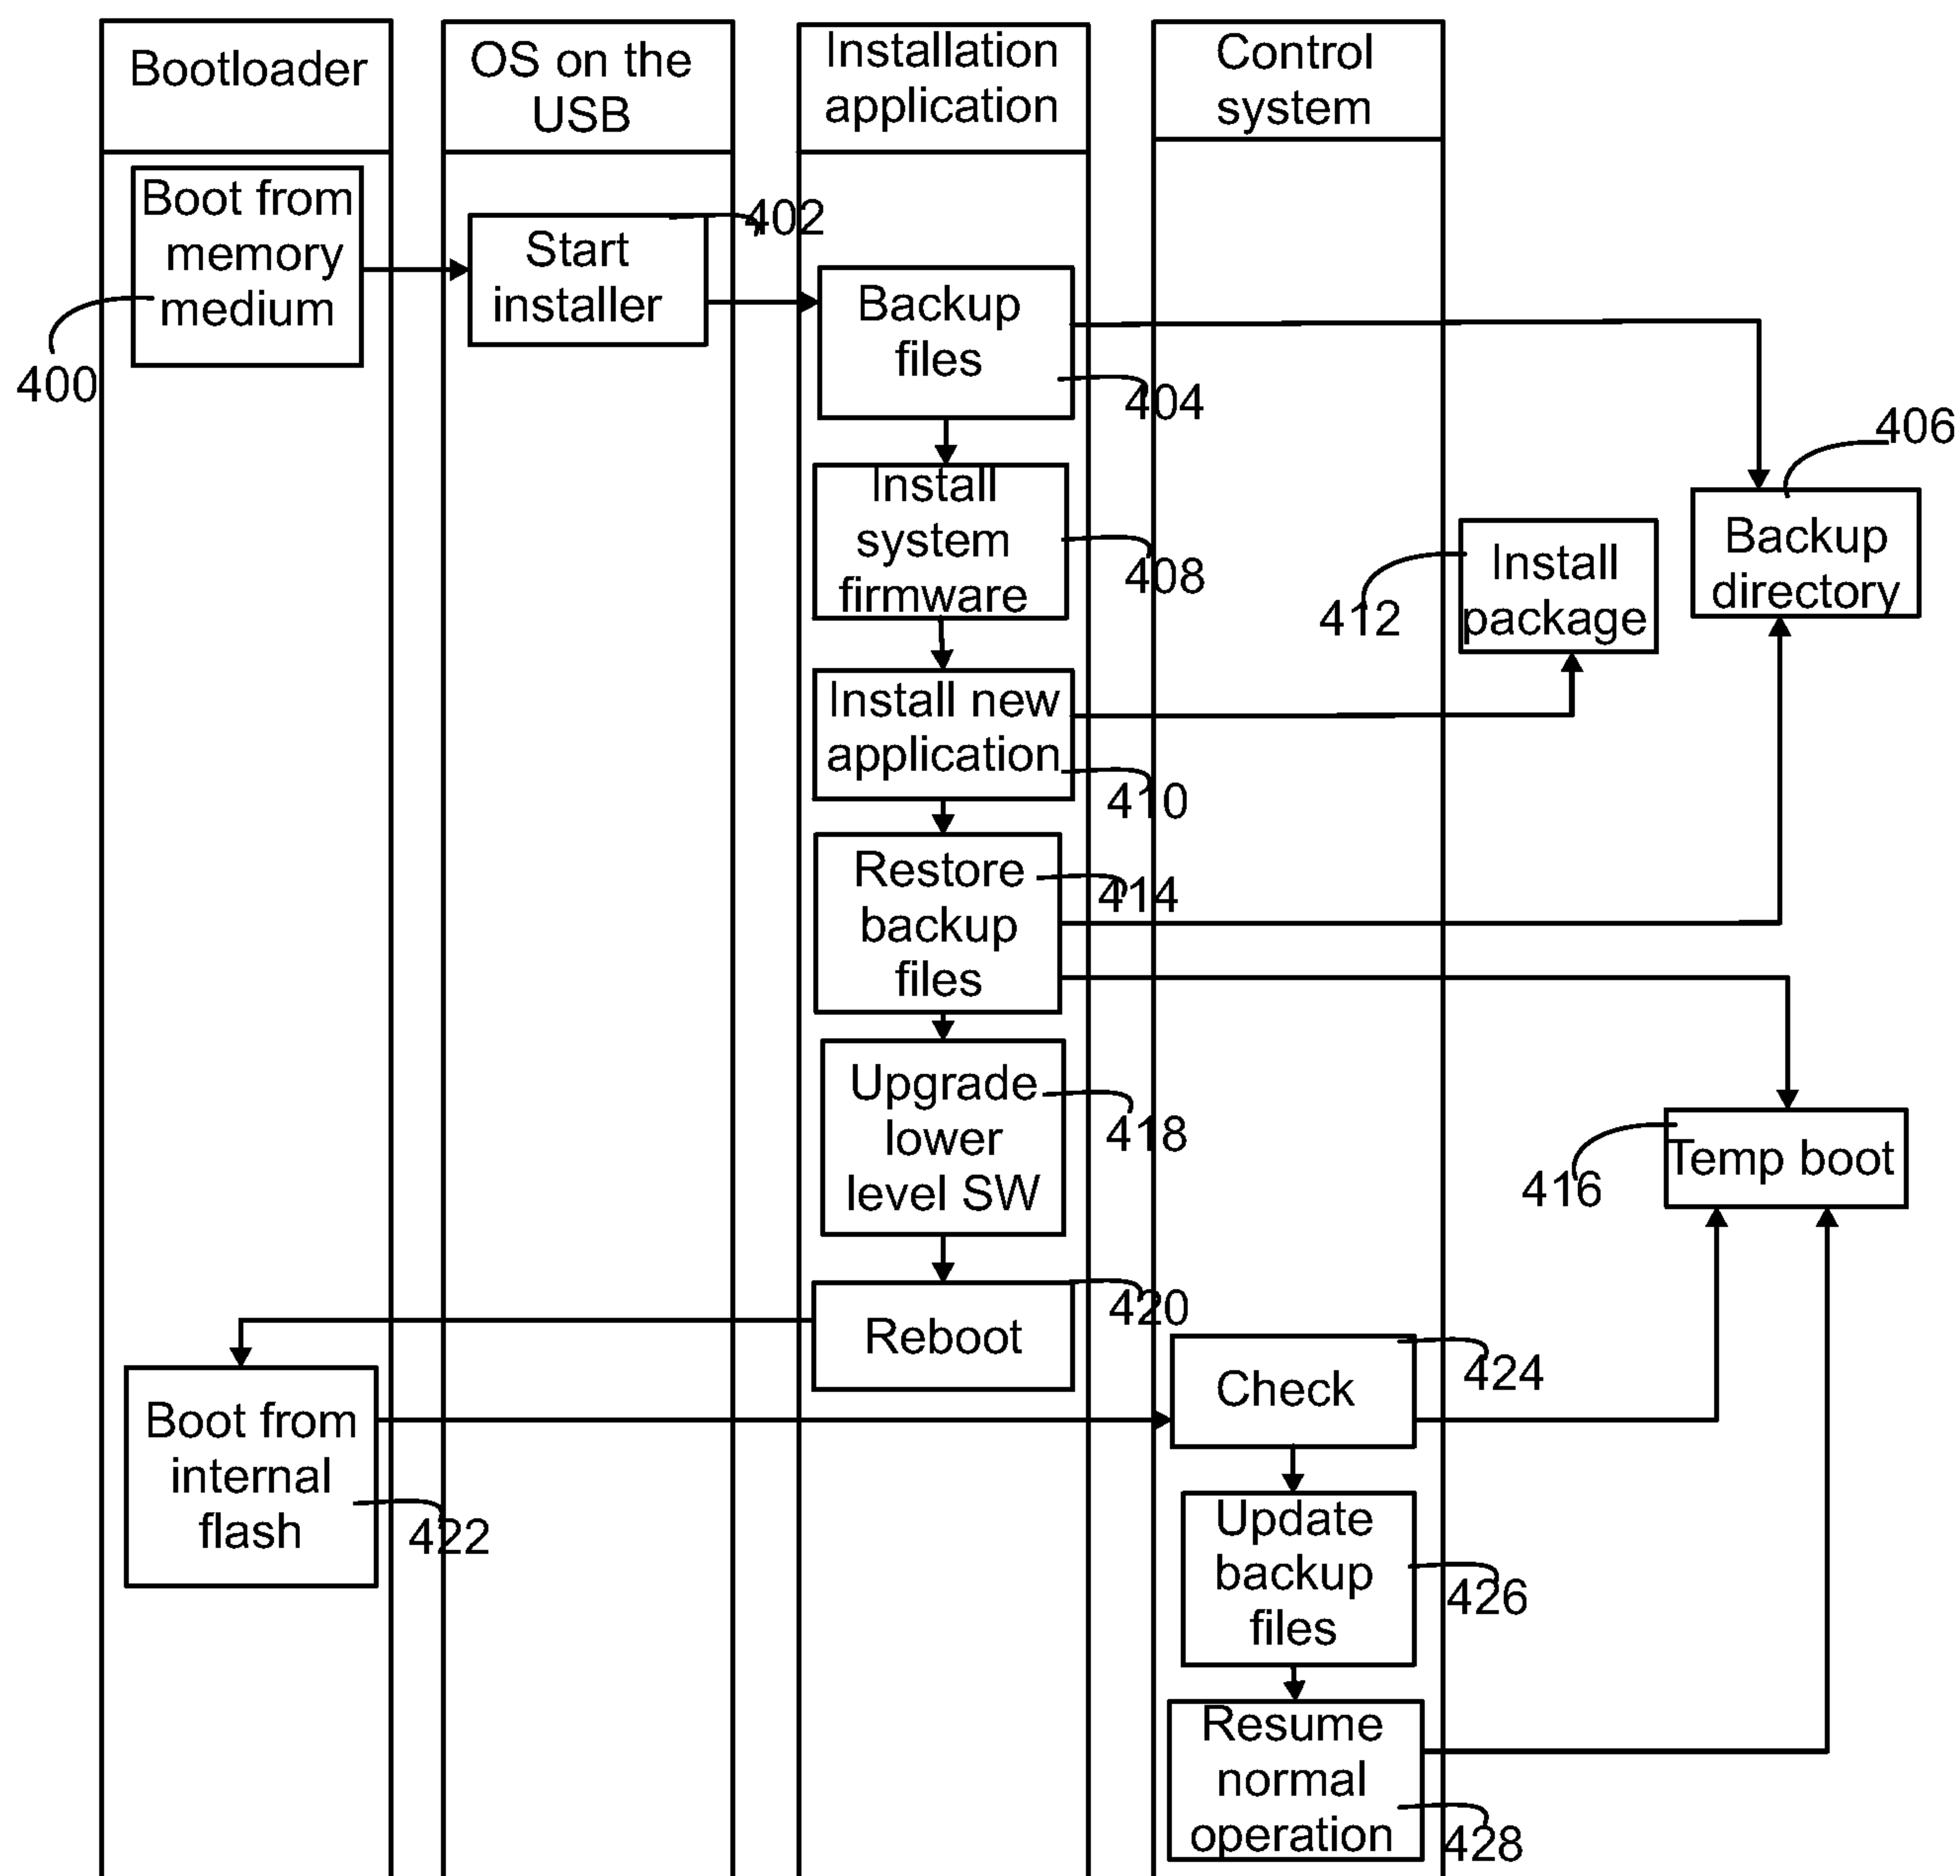 Bootloader
OS on the
USB
Installation
application
Control
system
Boot from
memory
medium
400
Start
installer
402
Backup
files
404
406
Backup
directory
Install
system
firmware
408
412
Install
package
Install new
application
410
Restore
backup
files
414
Upgrade
lower
level SW
418
416
Temp boot
Reboot
420
Boot from
internal
flash
422
Check
424
Update
backup
files
426
Resume
normal
operation
428